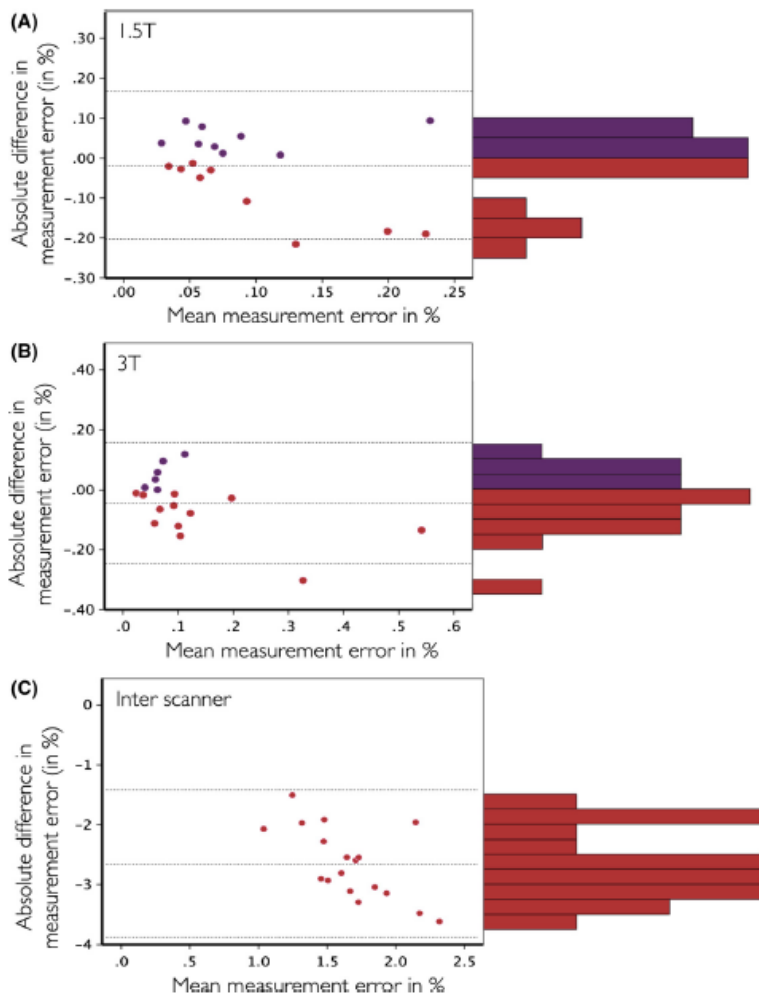 (A)
1.5T
Absolute difference in
measurement error (in %)
.30
.20
.10
.00
-.10
-.20
-.30
.00 .05 .10 .15 .20 .25
Mean measurement error in %
(B)
3T
Absolute difference in
measurement error (in %)
.40
.20
.00
-.20
-.40
.0 .1 .2 .3 .4 .5 .6
Mean measurement error in %
(C)
Inter scanner
Absolute difference in
measurement error (in %)
0
-1
-2
-3
-4
.0 .5 1.0 1.5 2.0 2.5
Mean measurement error in %